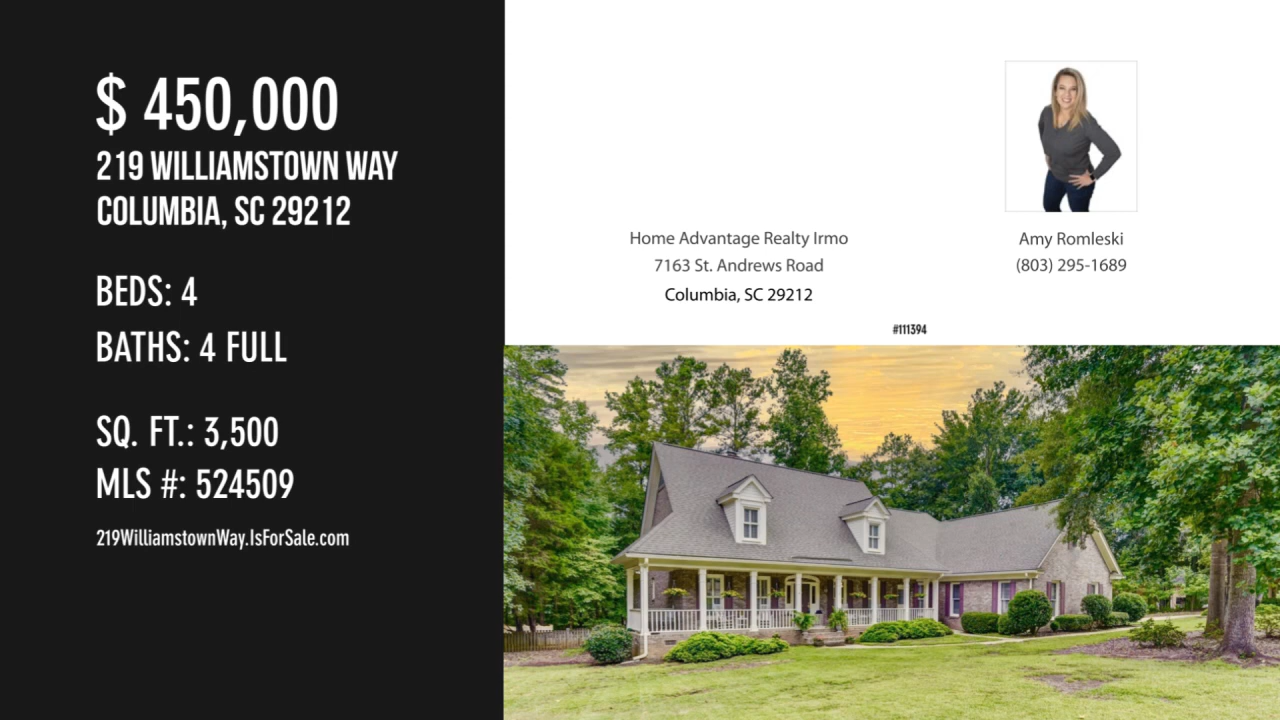 $ 450,000
219 WILLIAMSTOWN WAY
COLUMBIA, SC 29212
BEDS: 4
BATHS: 4 FULL
SQ. FT.: 3,500
MLS #: 524509
219WilliamstownWay.IsForSale.com
Home Advantage Realty Irmo
7163 St. Andrews Road
Columbia, SC 29212
Amy Romleski
(803) 295-1689
#111394